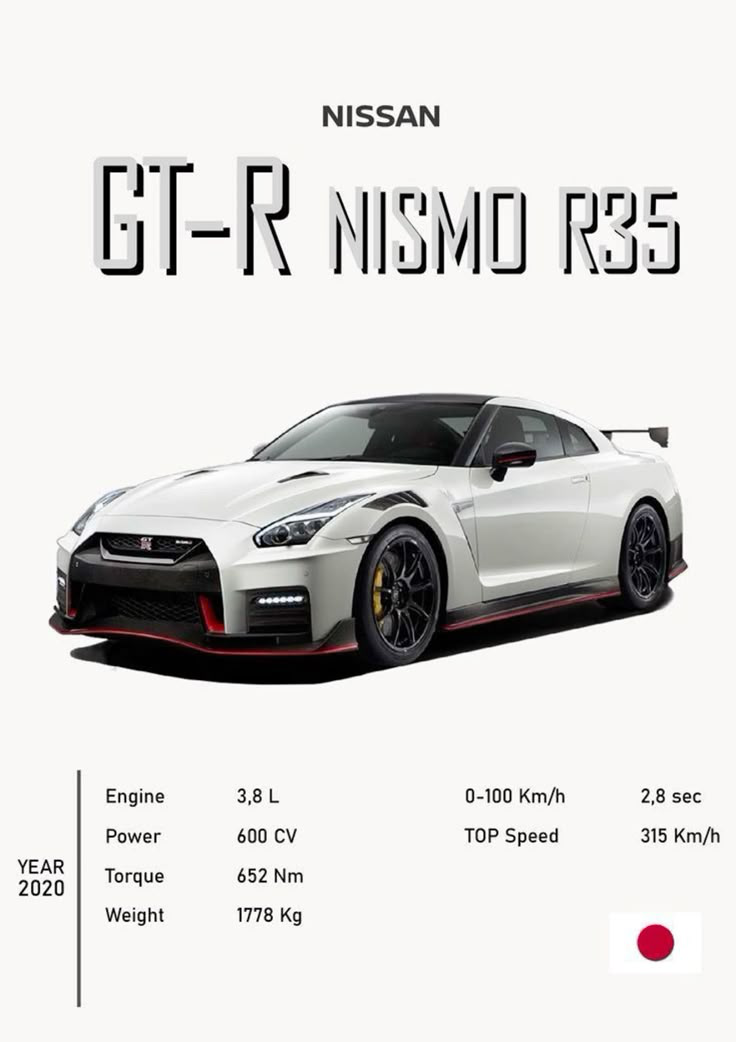 NISSAN
GT-R NISMO R35
Engine 3,8 L
Power 600 CV
Torque 652 Nm
Weight 1778 Kg
0-100 Km/h 2,8 sec
TOP Speed 315 Km/h
YEAR
2020
GT
R